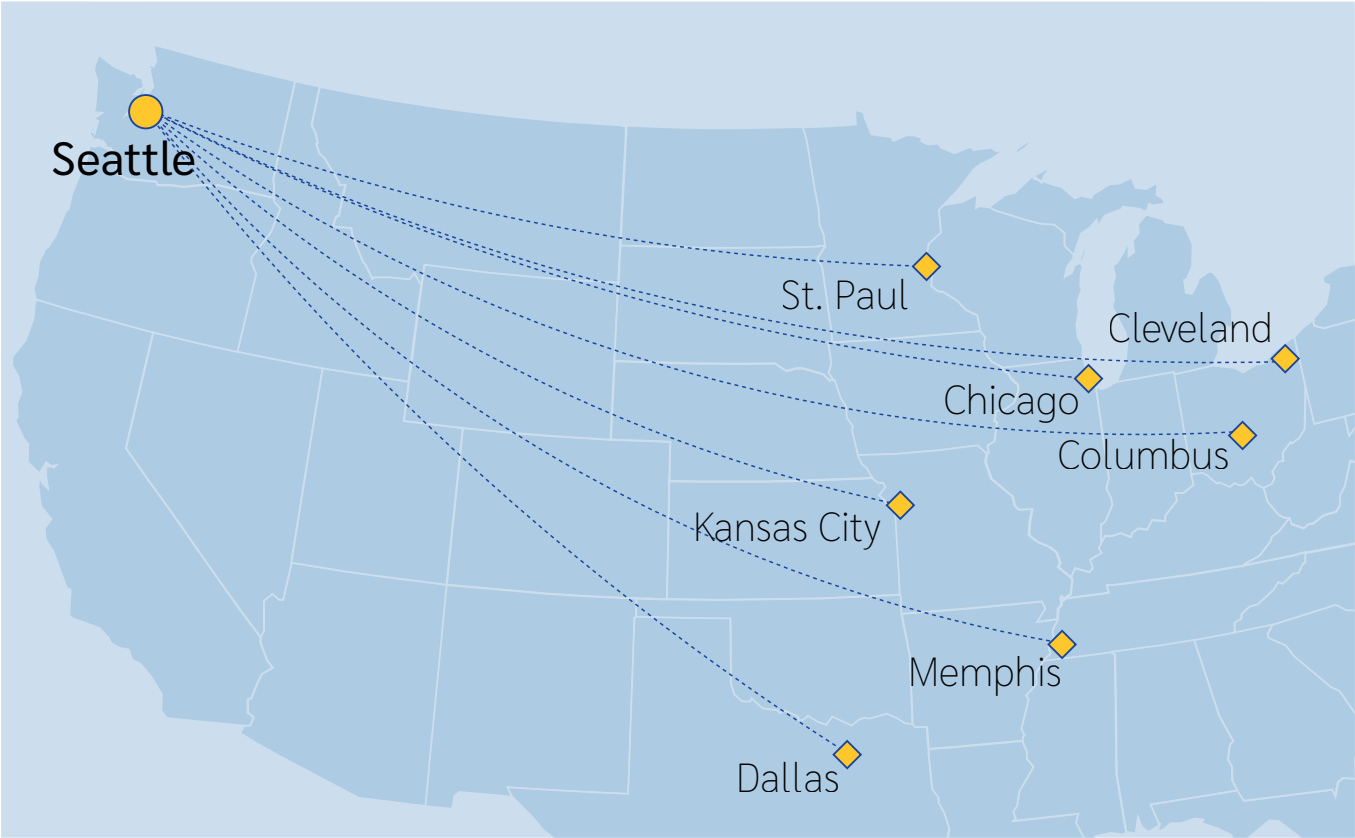 Seattle
St. Paul
Cleveland
Chicago
Columbus
Kansas City
Memphis
Dallas